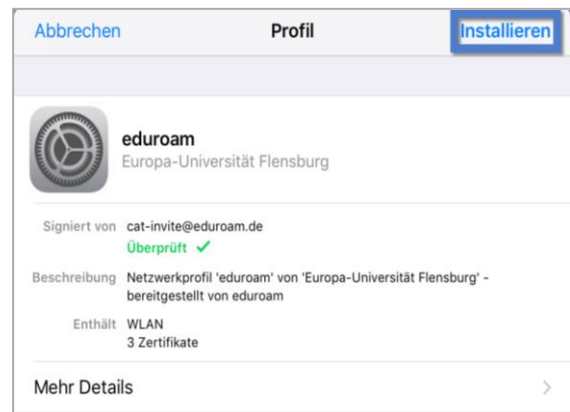 Abbrechen Profil Installieren
eduroam
Europa-Universität Flensburg
Signiert von cat-invite@eduroam.de
Überprüft ✓
Beschreibung Netzwerkprofil 'eduroam' von 'Europa-Universität Flensburg' -
bereitgestellt von eduroam
Enthält WLAN
3 Zertifikate
Mehr Details